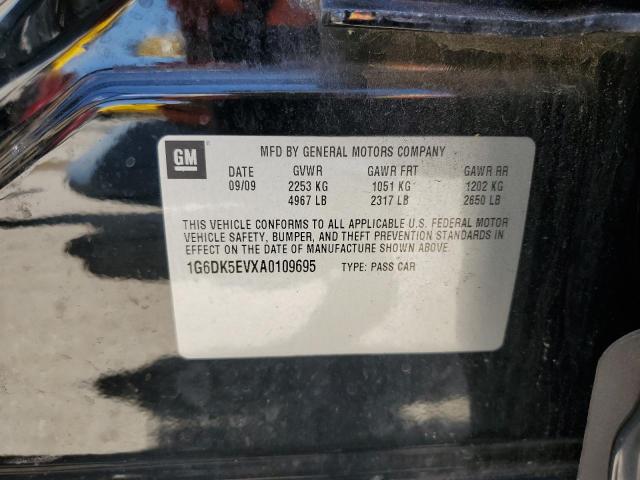 GM
MFD BY GENERAL MOTORS COMPANY
DATE GVWR GAWR FRT GAWR RR
09/09 2253 KG 1051 KG 1202 KG
4967 LB 2317 LB 2650 LB
THIS VEHICLE CONFORMS TO ALL APPLICABLE U.S. FEDERAL MOTOR
VEHICLE SAFETY, BUMPER, AND THEFT PREVENTION STANDARDS IN
EFFECT ON THE DATE OF MANUFACTURE SHOWN ABOVE.
1G6DK5EVXA0109695 TYPE: PASS CAR